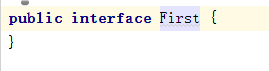 public interface First {
}